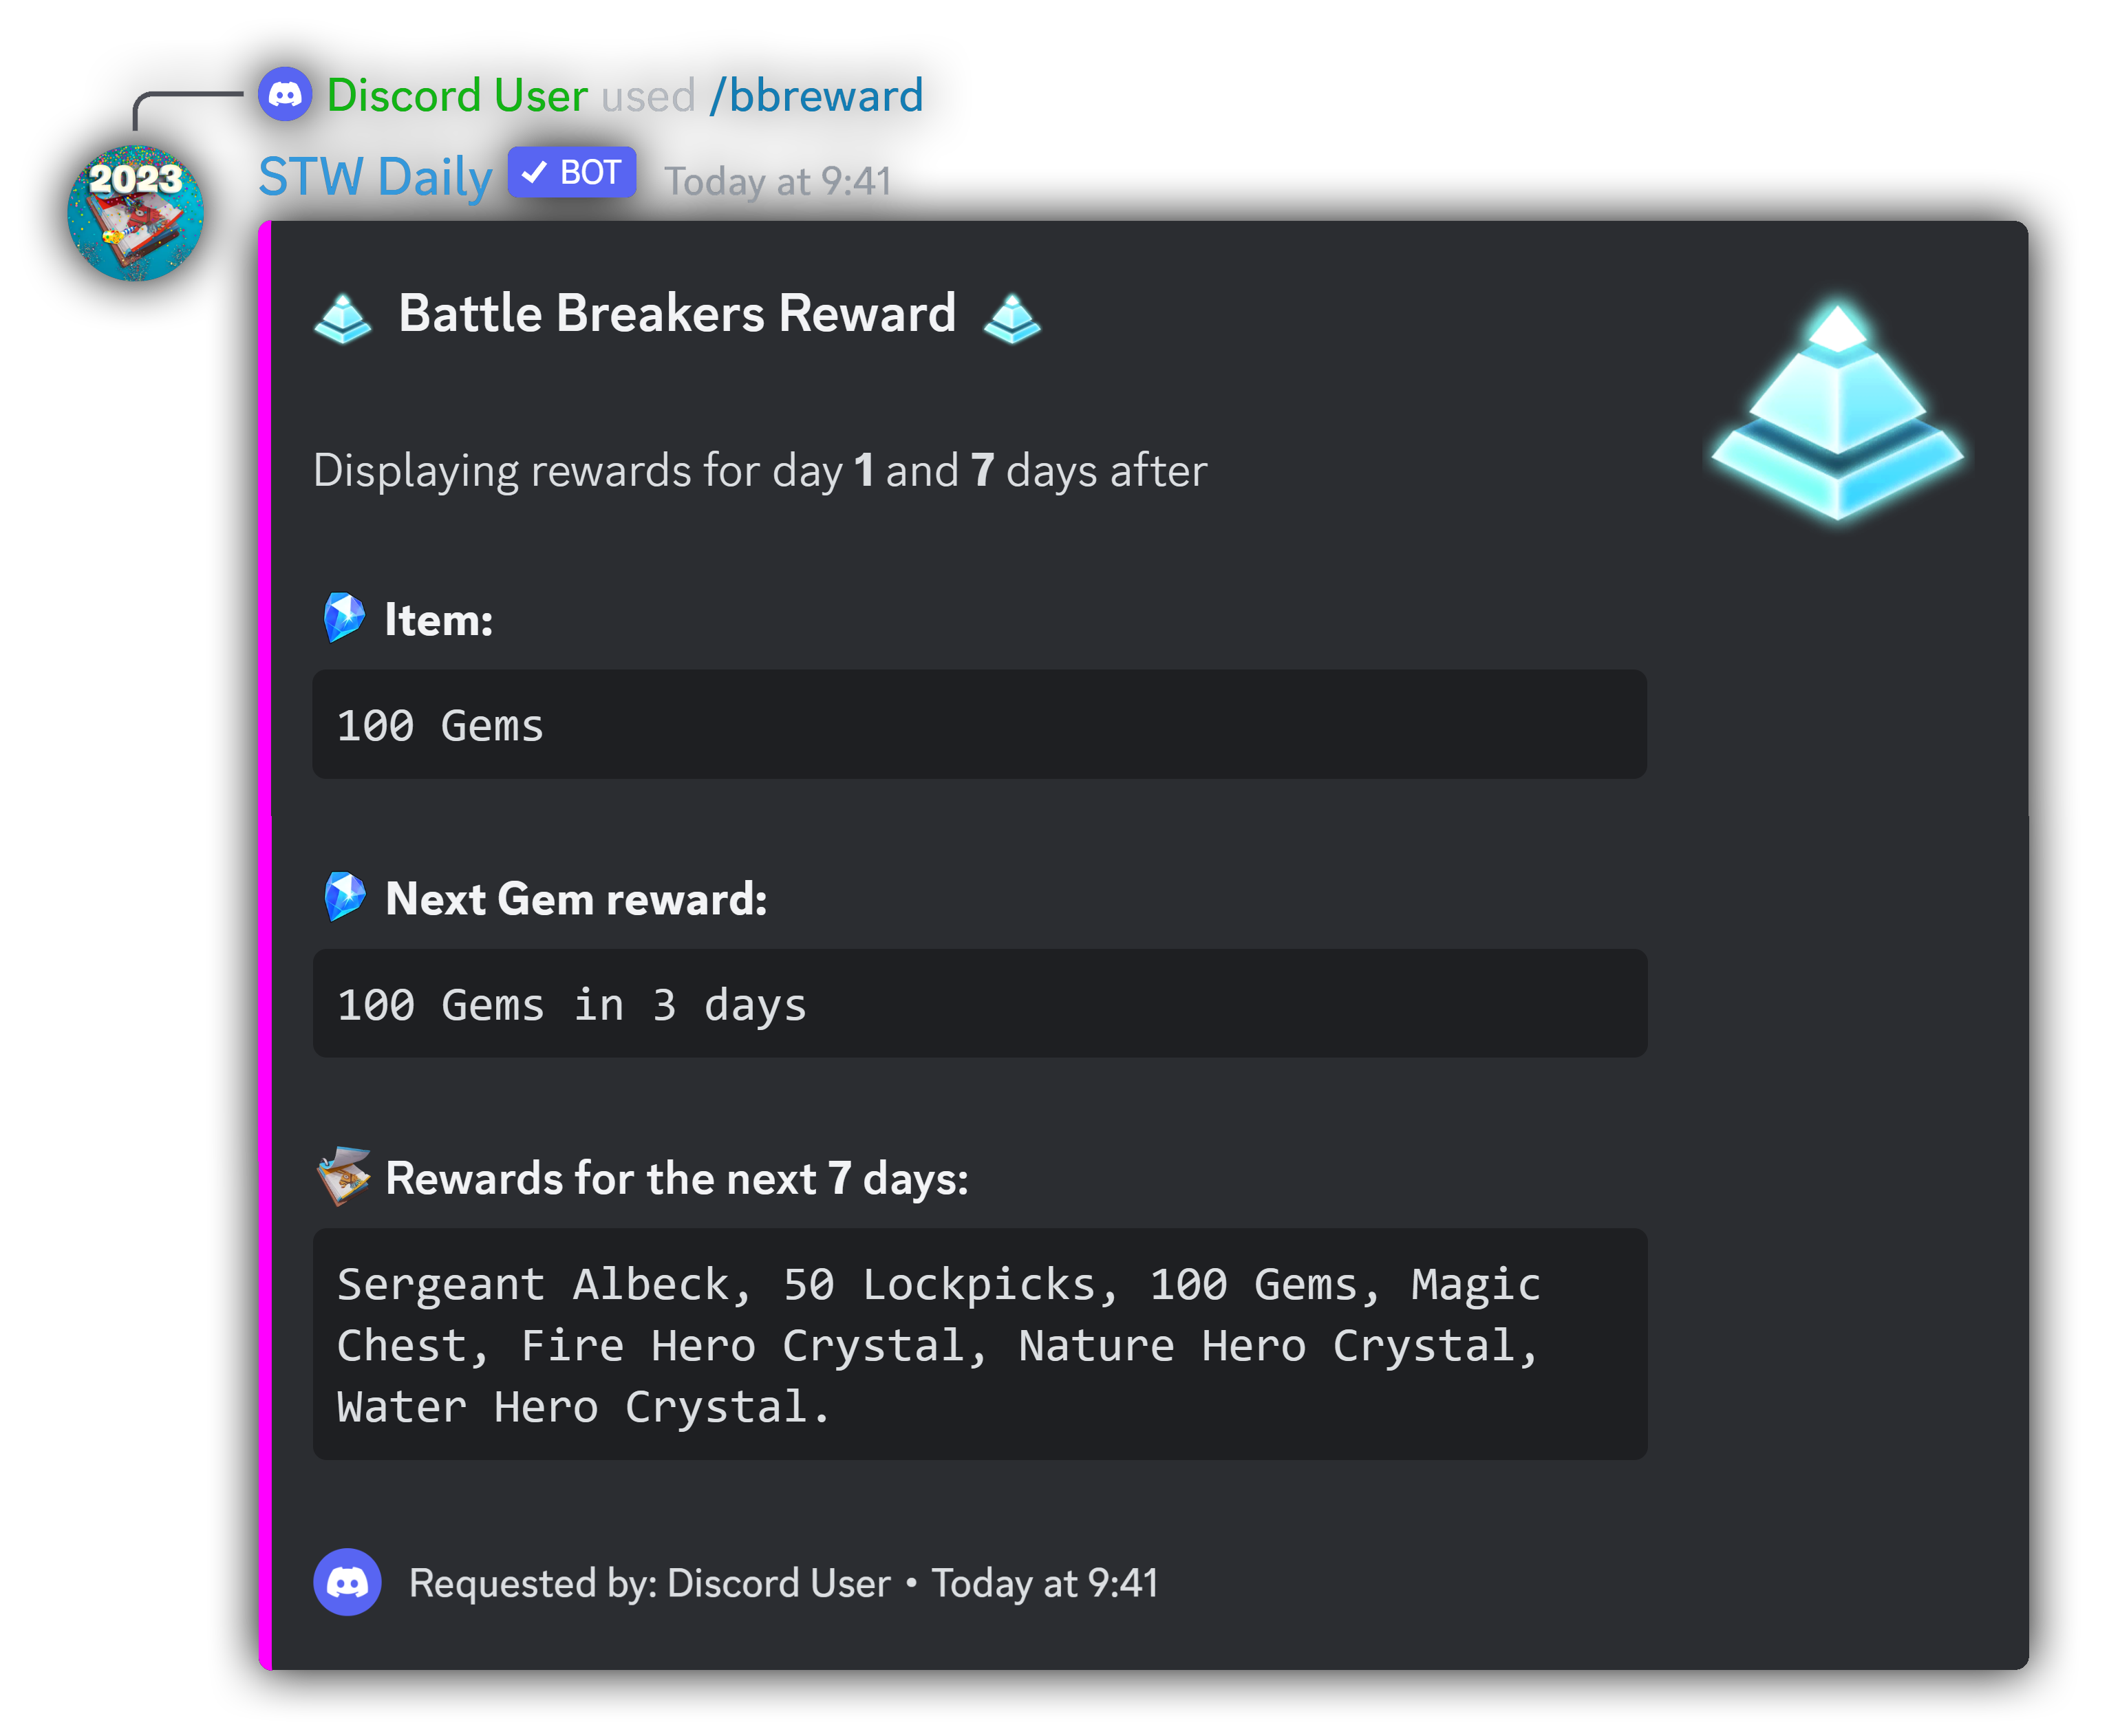 Discord User used /bbreward
2023
STW Daily BOT Today at 9:41
Battle Breakers Reward
Displaying rewards for day 1 and 7 days after
Item:
100 Gems
Next Gem reward:
100 Gems in 3 days
Rewards for the next 7 days:
Sergeant Albeck, 50 Lockpicks, 100 Gems, Magic
Chest, Fire Hero Crystal, Nature Hero Crystal,
Water Hero Crystal.
Requested by: Discord User • Today at 9:41